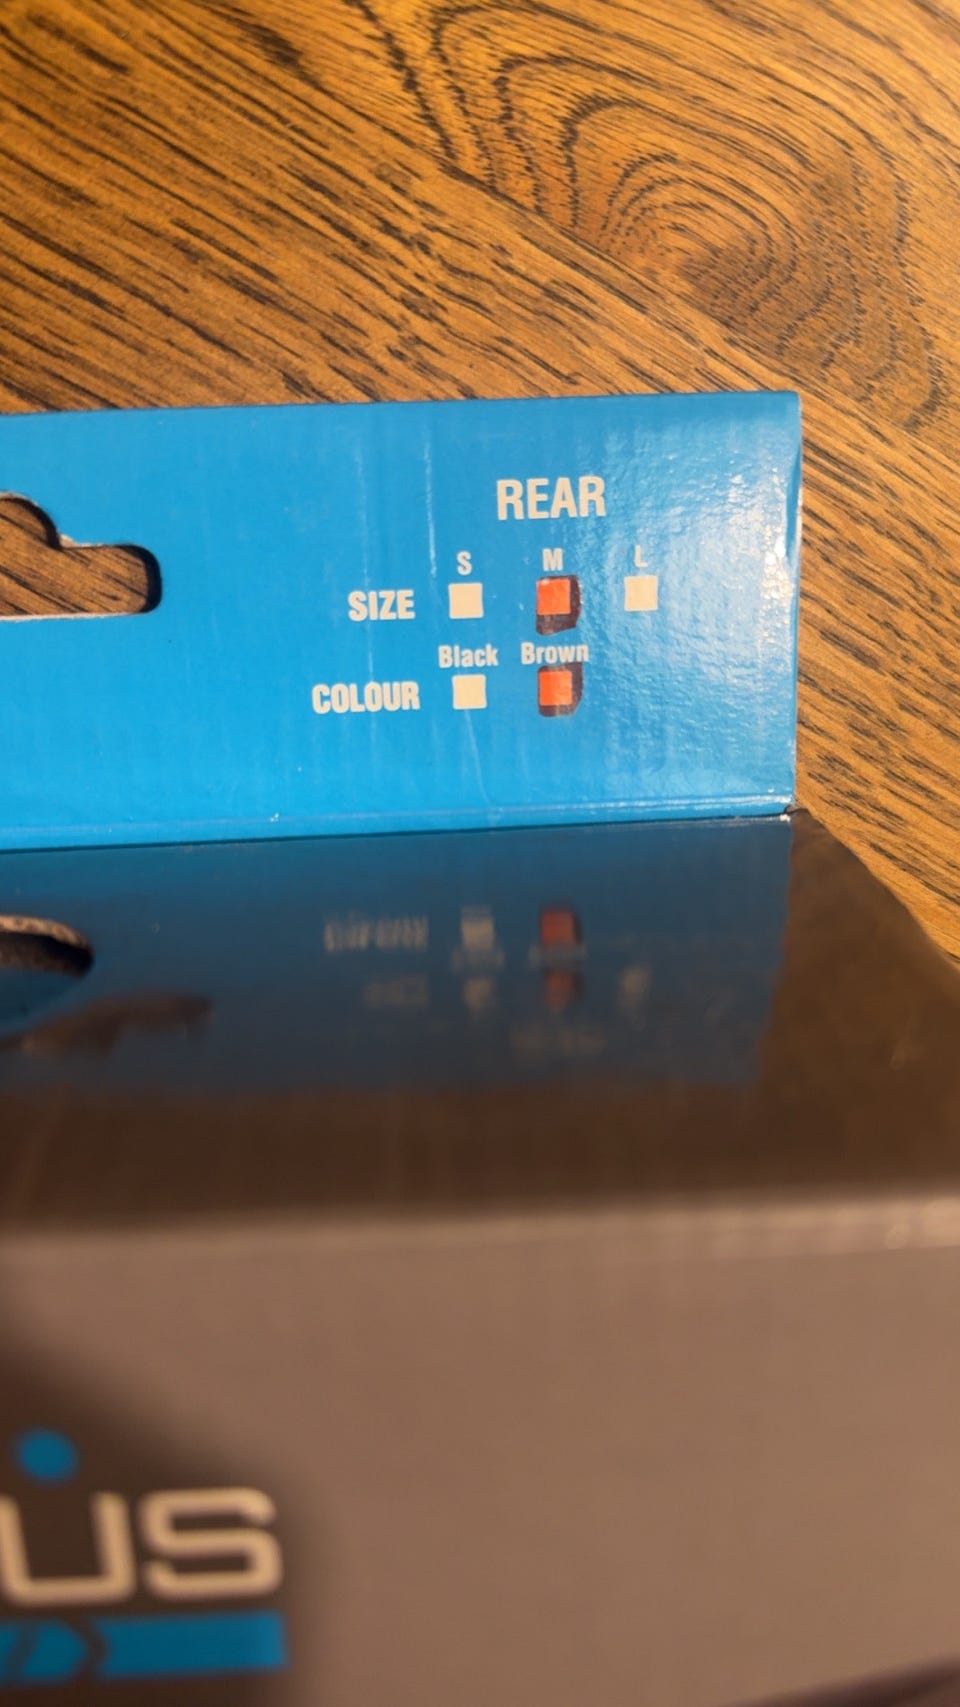 REAR
S M L
SIZE
Black Brown
COLOUR
us